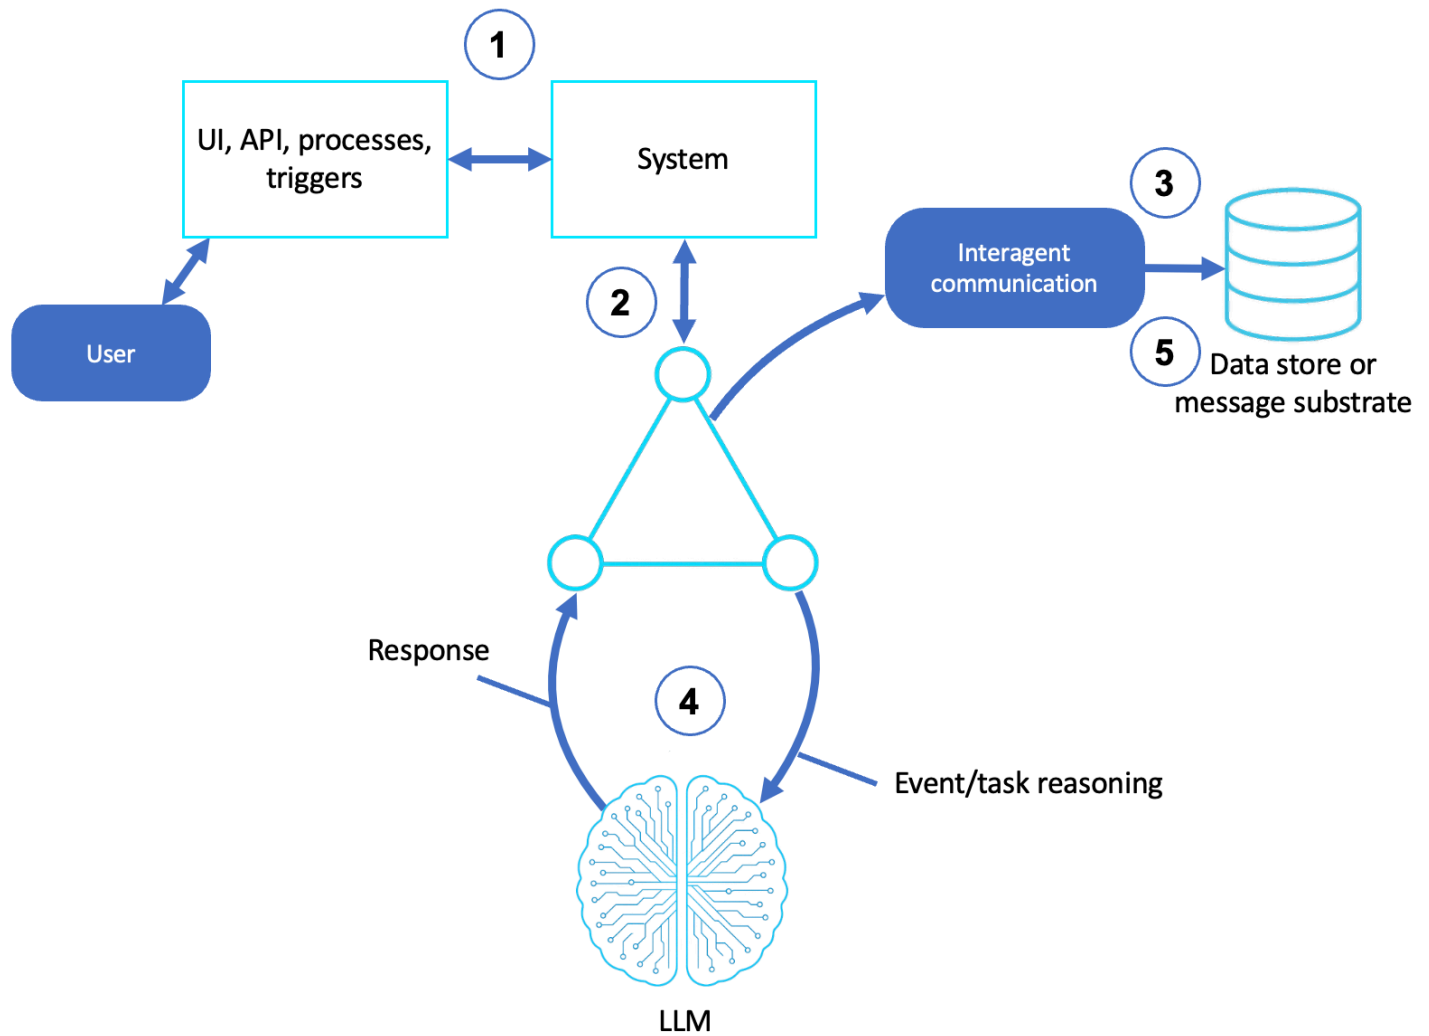 1
UI, API, processes,
triggers
System
User
2
Interagent
communication
3
5
Data store or
message substrate
Response
4
Event/task reasoning
LLM